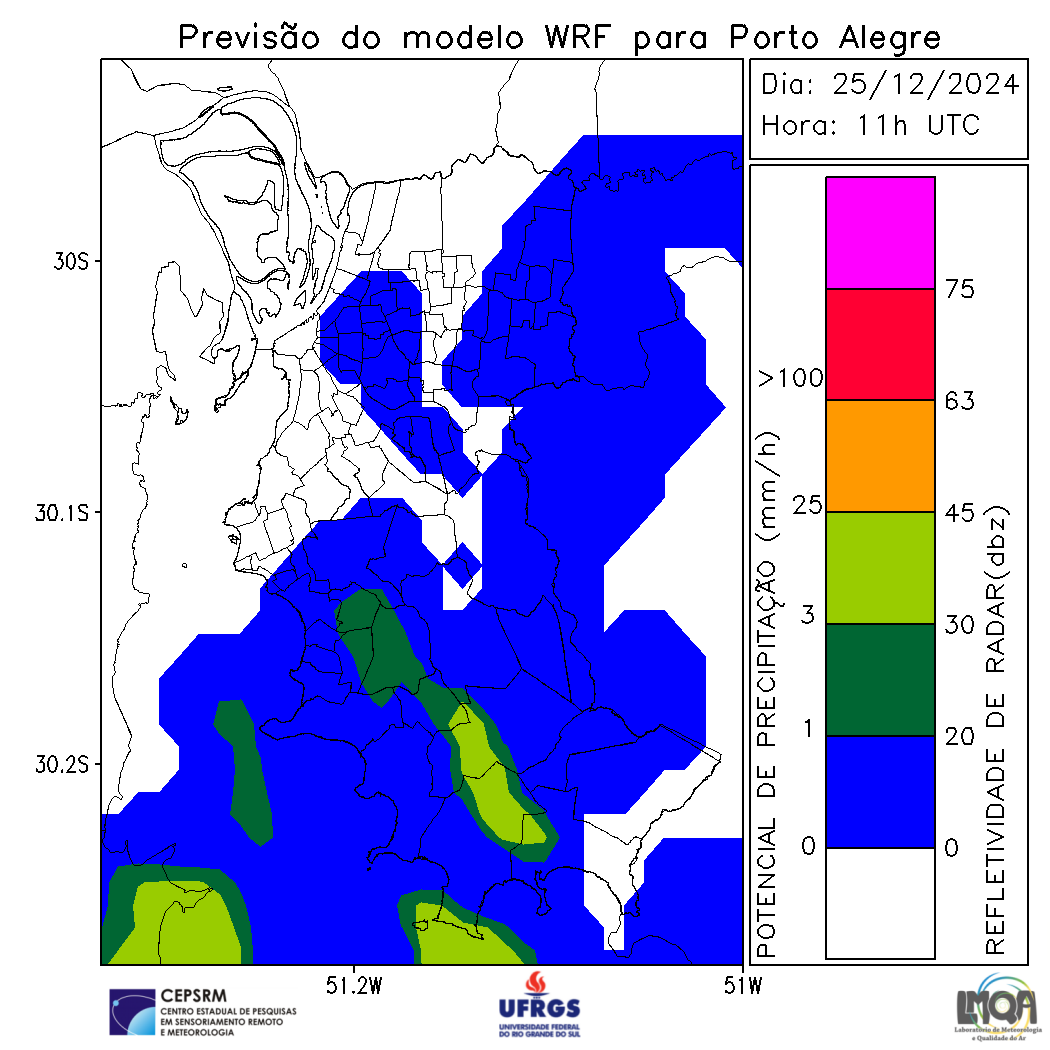 Previsão do modelo WRF para Porto Alegre
Dia: 25/12/2024
Hora: 11h UTC
30S
30.1S
30.2S
51.2W
51W
POTENCIAL DE PRECIPITAÇÃO (mm/h)
>100
25
3
1
0
75
63
45
30
20
0
REFLETIVIDADE DE RADAR(dbz)
CEPSRM
CENTRO ESTADUAL DE PESQUISAS
EM SENSORIAMENTO REMOTO
E METEOROLOGIA
UFRGS
UNIVERSIDADE FEDERAL
DO RIO GRANDE DO SUL
LMQA
Laboratório de Meteorologia
e Qualidade do Ar